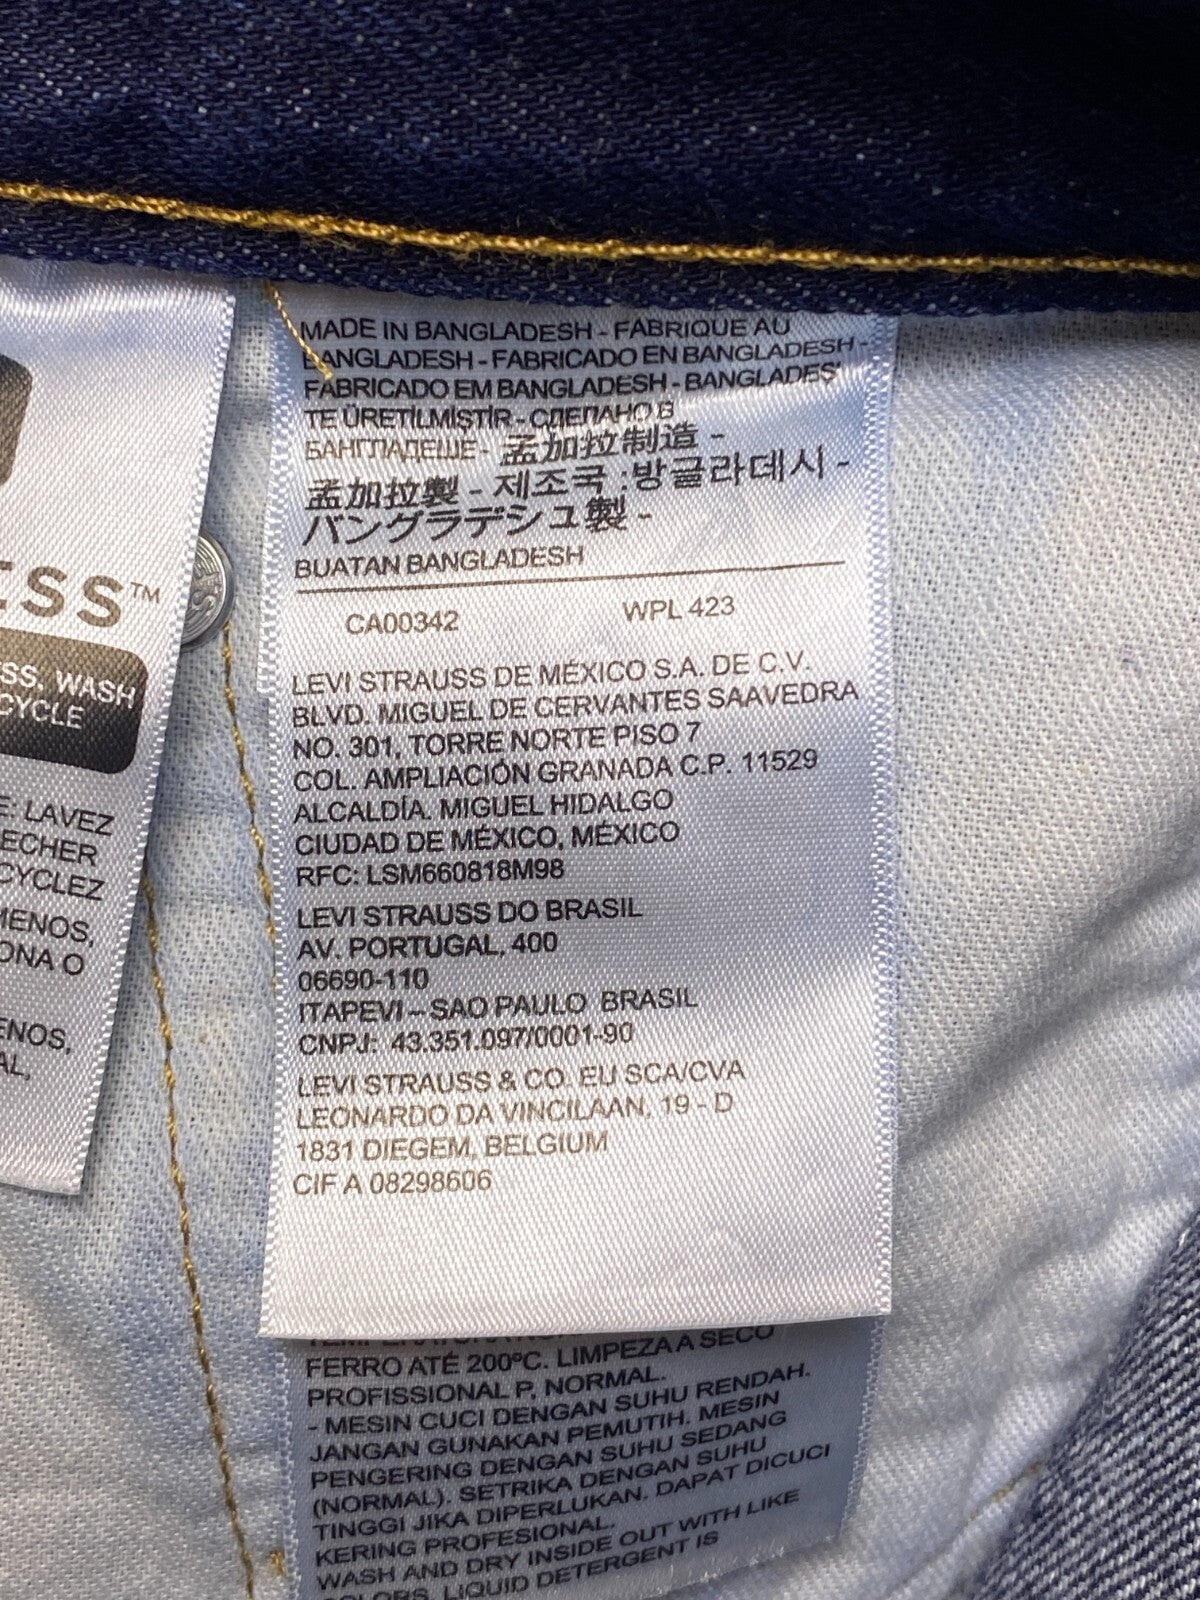 MADE IN BANGLADESH - FABRIQUE AU
BANGLADESH - FABRICADO EN BANGLADESH -
FABRICADO EM BANGLADESH - BANGLADEŞ'
TE ÜRETİLMİŞTİR - СДЕЛАНО В
БАНГЛАДЕШЕ - 孟加拉制造 -
孟加拉製 - 제조국 :방글라데시 -
バングラデシュ製 -
BUATAN BANGLADESH
CA00342 WPL 423
LEVI STRAUSS DE MÉXICO S.A. DE C.V.
BLVD. MIGUEL DE CERVANTES SAAVEDRA
NO. 301, TORRE NORTE PISO 7
COL. AMPLIACIÓN GRANADA C.P. 11529
ALCALDÍA. MIGUEL HIDALGO
CIUDAD DE MÉXICO, MÉXICO
RFC: LSM660818M98
LEVI STRAUSS DO BRASIL
AV. PORTUGAL, 400
06690-110
ITAPEVI – SAO PAULO BRASIL
CNPJ: 43.351.097/0001-90
LEVI STRAUSS & CO. EU SCA/CVA
LEONARDO DA VINCILAAN, 19 - D
1831 DIEGEM, BELGIUM
CIF A 08298606
FERRO ATÉ 200ºC. LIMPEZA A SECO
PROFISSIONAL P, NORMAL.
- MESIN CUCI DENGAN SUHU RENDAH.
JANGAN GUNAKAN PEMUTIH. MESIN
PENGERING DENGAN SUHU SEDANG
(NORMAL). SETRIKA DENGAN SUHU
TINGGI JIKA DIPERLUKAN. DAPAT DICUCI
KERING PROFESIONAL.
WASH AND DRY INSIDE OUT WITH LIKE
COLORS. LIQUID DETERGENT IS
ESS™
SS, WASH
CYCLE
E: LAVEZ
ECHER
CYCLEZ
MENOS,
ONA O
ENOS,
AL,